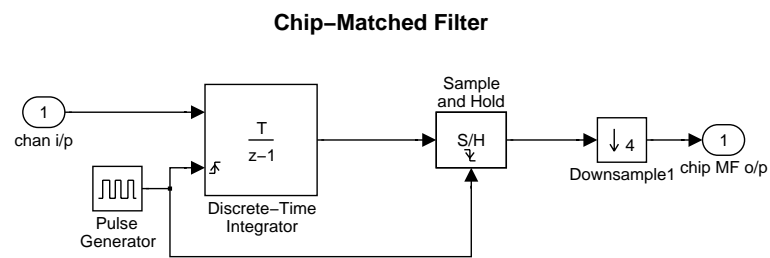 Chip−Matched Filter
1
chan i/p
Pulse
Generator
T
z−1
Discrete−Time
Integrator
Sample
and Hold
S/H
4
Downsample1
1
chip MF o/p